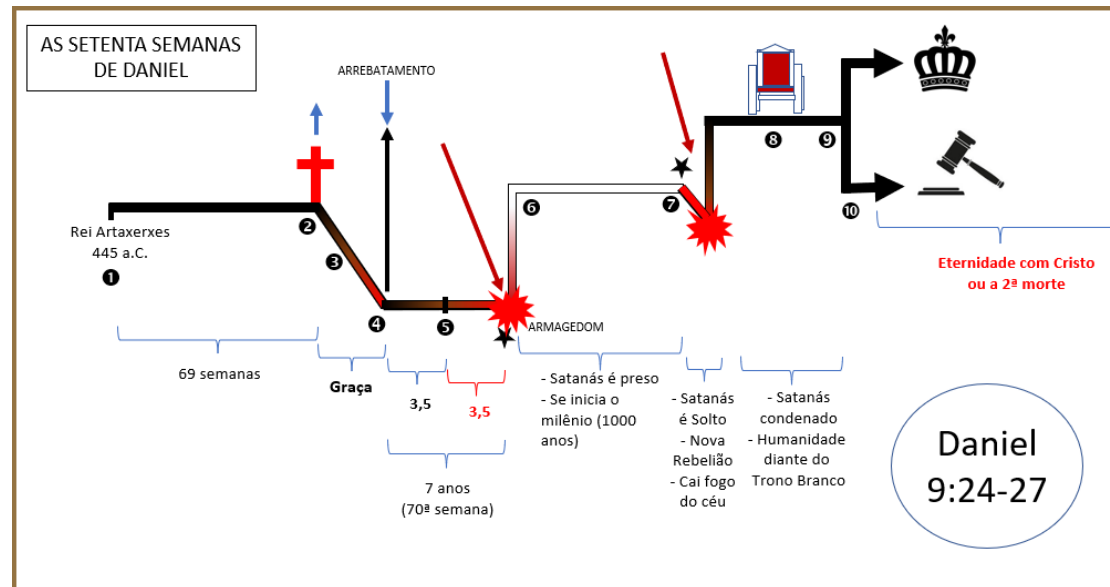 AS SETENTA SEMANAS
DE DANIEL
ARREBATAMENTO
Rei Artaxerxes
445 a.C.
❶
❷
❸
❹
❺
ARMAGEDOM
❻
❼
❽
❾
❿
69 semanas
Graça
3,5
3,5
7 anos
(70ª semana)
- Satanás é preso
- Se inicia o
milênio (1000
anos)
- Satanás
é Solto
- Nova
Rebelião
- Cai fogo
do céu
- Satanás
condenado
- Humanidade
diante do
Trono Branco
Eternidade com Cristo
ou a 2ª morte
Daniel
9:24-27